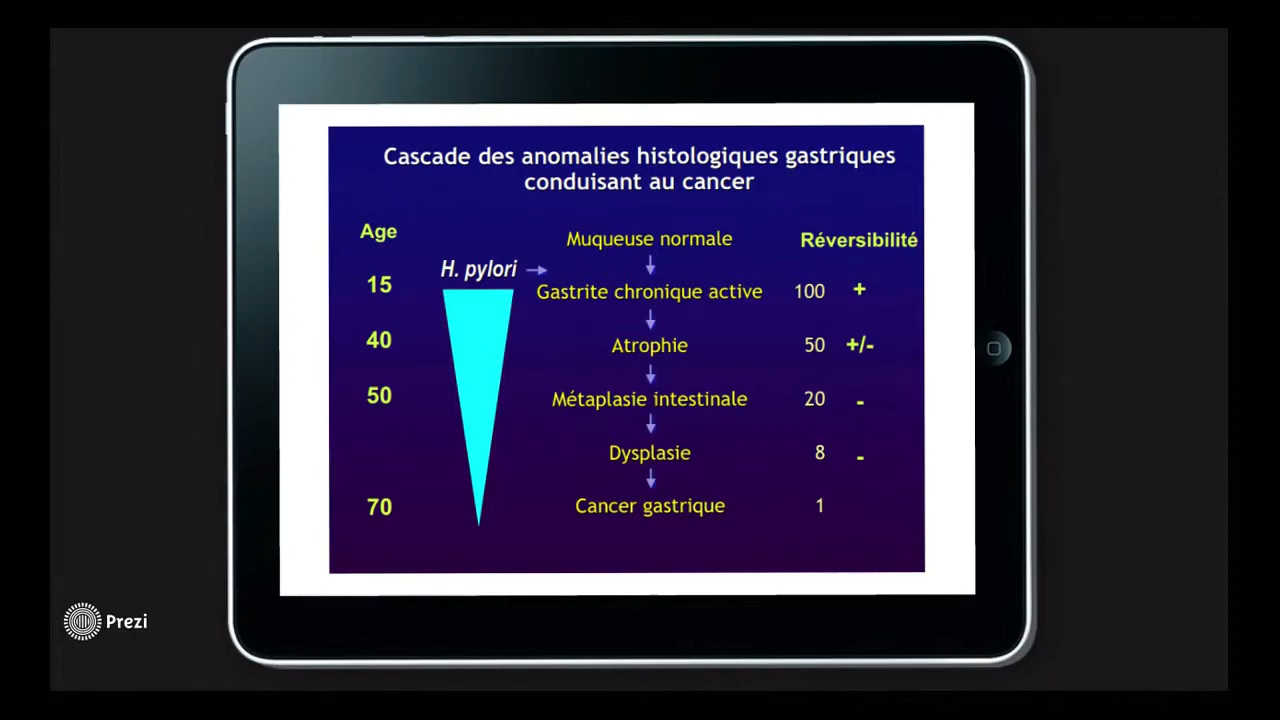 Cascade des anomalies histologiques gastriques
conduisant au cancer
Age
Muqueuse normale
Réversibilité
H. pylori
15
Gastrite chronique active
100
+
40
Atrophie
50
+/-
50
Métaplasie intestinale
20
-
Dysplasie
8
-
70
Cancer gastrique
1
Prezi